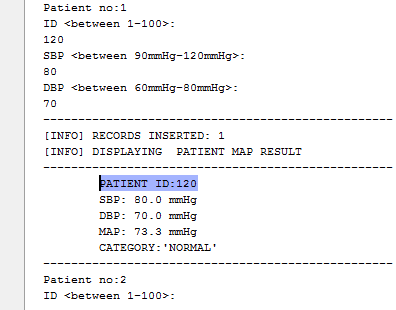 Patient no:1
ID <between 1-100>:
120
SBP <between 90mmHg-120mmHg>:
80
DBP <between 60mmHg-80mmHg>:
70
-----------------------------------------------------
[INFO] RECORDS INSERTED: 1
[INFO] DISPLAYING  PATIENT MAP RESULT
-----------------------------------------------------
PATIENT ID:120
SBP: 80.0 mmHg
DBP: 70.0 mmHg
MAP: 73.3 mmHg
CATEGORY:'NORMAL'
-----------------------------------------------------
Patient no:2
ID <between 1-100>: